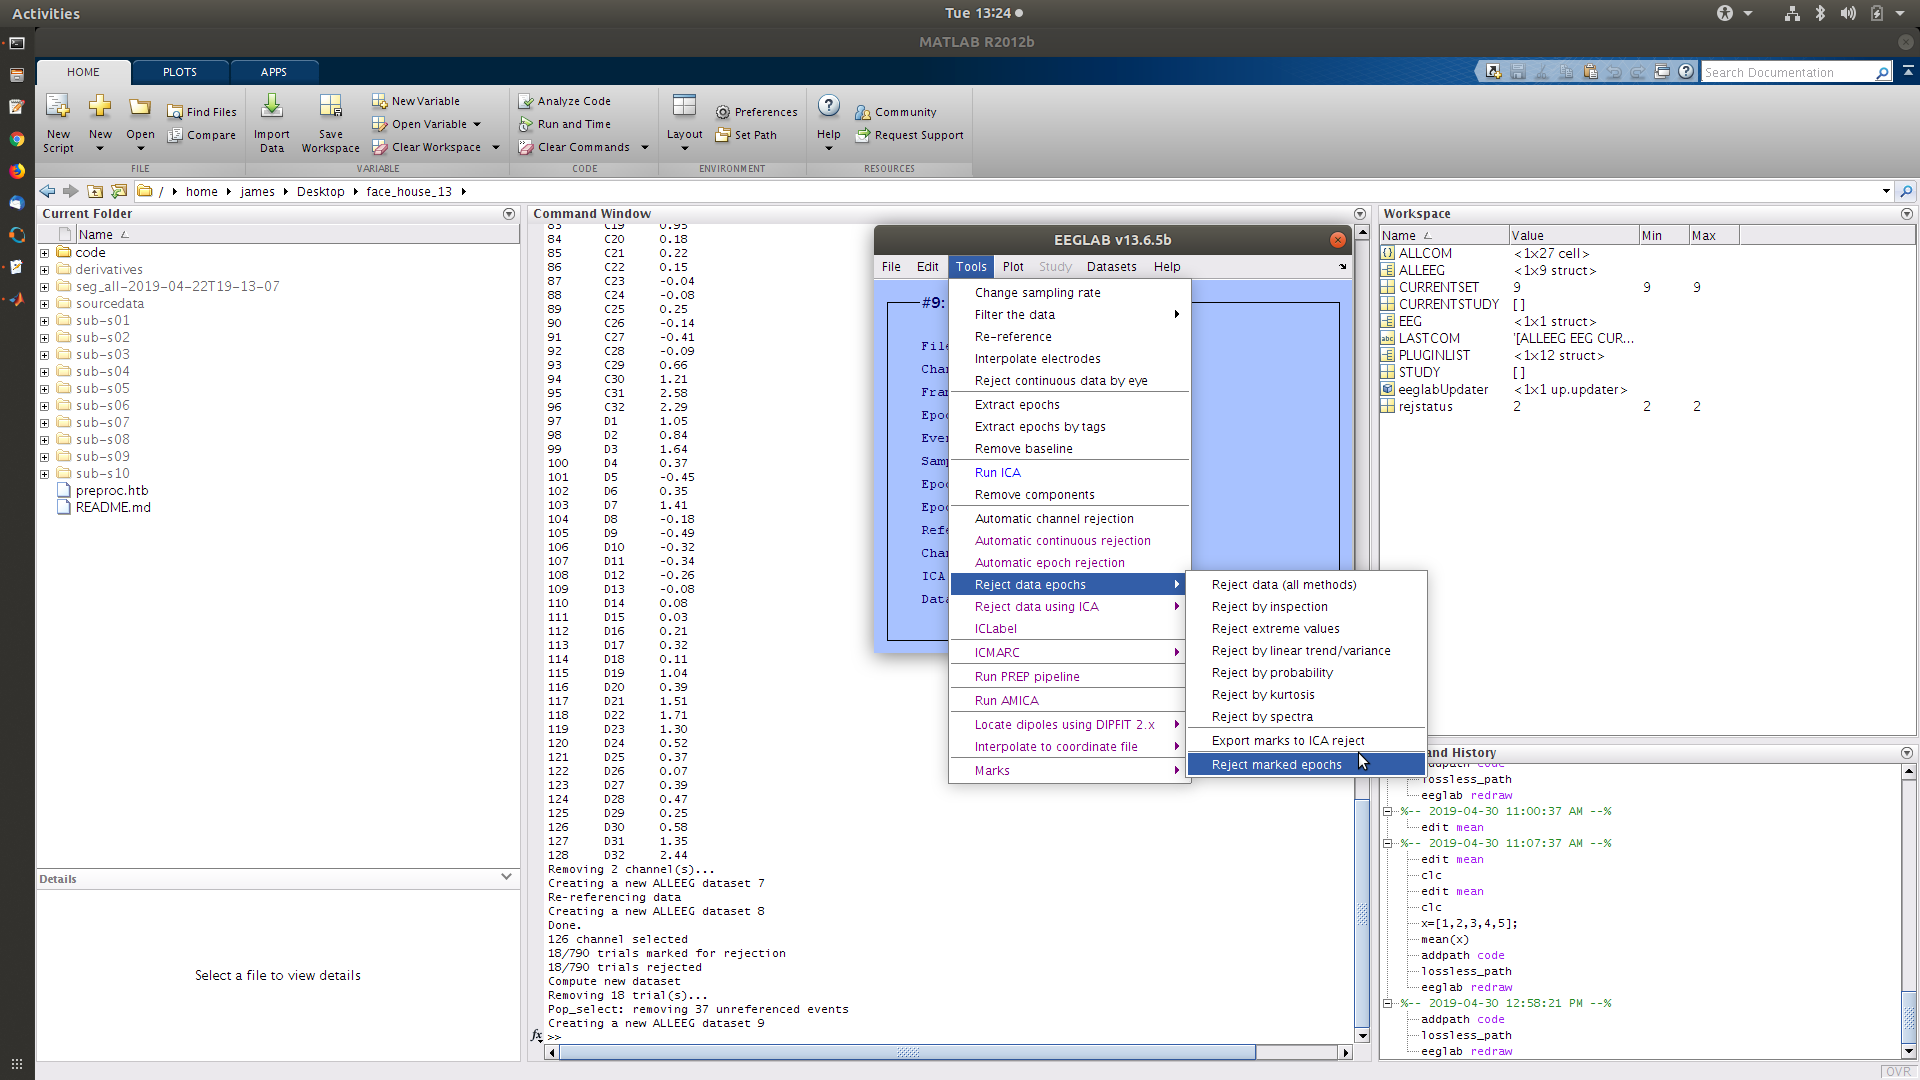 Activities
Tue 13:24
MATLAB R2012b
HOME PLOTS APPS
Search Documentation
New Script
New
Open
Find Files
Compare
FILE
Import Data
Save Workspace
New Variable
Open Variable
Clear Workspace
VARIABLE
Analyze Code
Run and Time
Clear Commands
CODE
Layout
Preferences
Set Path
ENVIRONMENT
Help
Community
Request Support
RESOURCES
/ home james Desktop face_house_13
Current Folder
Name
code
derivatives
seg_all-2019-04-22T19-13-07
sourcedata
sub-s01
sub-s02
sub-s03
sub-s04
sub-s05
sub-s06
sub-s07
sub-s08
sub-s09
sub-s10
preproc.htb
README.md
Details
Select a file to view details
Command Window
83 C19 0.95
84 C20 0.18
85 C21 0.22
86 C22 0.15
87 C23 -0.04
88 C24 -0.08
89 C25 0.25
90 C26 -0.14
91 C27 -0.41
92 C28 -0.09
93 C29 0.66
94 C30 1.21
95 C31 2.58
96 C32 2.29
97 D1 1.05
98 D2 0.84
99 D3 1.64
100 D4 0.37
101 D5 -0.45
102 D6 0.35
103 D7 1.41
104 D8 -0.18
105 D9 -0.49
106 D10 -0.32
107 D11 -0.34
108 D12 -0.26
109 D13 -0.08
110 D14 0.08
111 D15 0.03
112 D16 0.21
113 D17 0.32
114 D18 0.11
115 D19 1.04
116 D20 0.39
117 D21 1.51
118 D22 1.71
119 D23 1.30
120 D24 0.52
121 D25 0.37
122 D26 0.07
123 D27 0.39
124 D28 0.47
125 D29 0.25
126 D30 0.58
127 D31 1.35
128 D32 2.44
Removing 2 channel(s)...
Creating a new ALLEEG dataset 7
Re-referencing data
Creating a new ALLEEG dataset 8
Done.
126 channel selected
18/790 trials marked for rejection
18/790 trials rejected
Compute new dataset
Removing 18 trial(s)...
Pop_select: removing 37 unreferenced events
Creating a new ALLEEG dataset 9
fx >>
EEGLAB v13.6.5b
File Edit Tools Plot Study Datasets Help
#9:
File
Chan
Fram
Epoc
Even
Samp
Epoc
Epoc
Refe
Chan
ICA
Data
Change sampling rate
Filter the data
Re-reference
Interpolate electrodes
Reject continuous data by eye
Extract epochs
Extract epochs by tags
Remove baseline
Run ICA
Remove components
Automatic channel rejection
Automatic continuous rejection
Automatic epoch rejection
Reject data epochs
Reject data using ICA
ICLabel
ICMARC
Run PREP pipeline
Run AMICA
Locate dipoles using DIPFIT 2.x
Interpolate to coordinate file
Marks
Reject data (all methods)
Reject by inspection
Reject extreme values
Reject by linear trend/variance
Reject by probability
Reject by kurtosis
Reject by spectra
Export marks to ICA reject
Reject marked epochs
Workspace
Name Value Min Max
ALLCOM <1x27 cell>
ALLEEG <1x9 struct>
CURRENTSET 9 9 9
CURRENTSTUDY []
EEG <1x1 struct>
abc LASTCOM '[ALLEEG EEG CUR...
PLUGINLIST <1x12 struct>
STUDY []
eeglabUpdater <1x1 up.updater>
rejstatus 2 2 2
and History
addpath code
lossless_path
eeglab redraw
%-- 2019-04-30 11:00:37 AM --%
edit mean
%-- 2019-04-30 11:07:37 AM --%
edit mean
clc
edit mean
clc
x=[1,2,3,4,5];
mean(x)
addpath code
lossless_path
eeglab redraw
%-- 2019-04-30 12:58:21 PM --%
addpath code
lossless_path
eeglab redraw
OVR